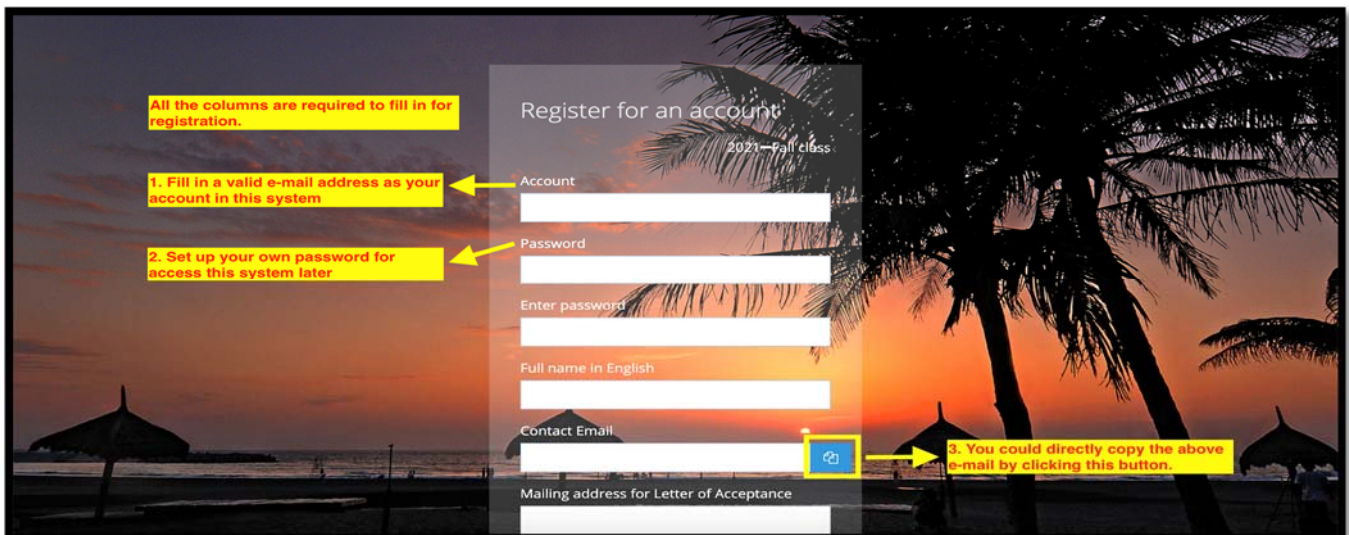 All the columns are required to fill in for
registration.
Register for an account
2021—Fall class
1. Fill in a valid e-mail address as your
account in this system
Account
2. Set up your own password for
access this system later
Password
Enter password
Full name in English
Contact Email
3. You could directly copy the above
e-mail by clicking this button.
Mailing address for Letter of Acceptance